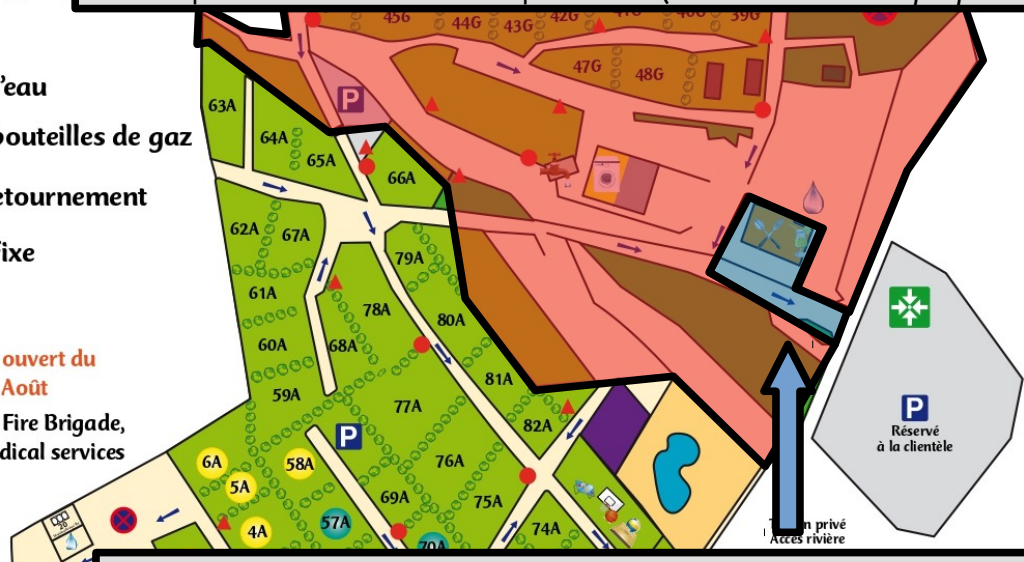 45G
44G
43G
42G
39G
47G
48G
P
'eau
bouteilles de gaz
etournement
ixe
ouvert du
Août
Fire Brigade,
dical services
63A
64A
65A
66A
62A
67A
79A
61A
78A
80A
60A
68A
81A
59A
77A
82A
P
6A
58A
76A
5A
69A
75A
4A
57A
74A
70A
20
P
Réservé
à la clientèle
privé
Accès rivière